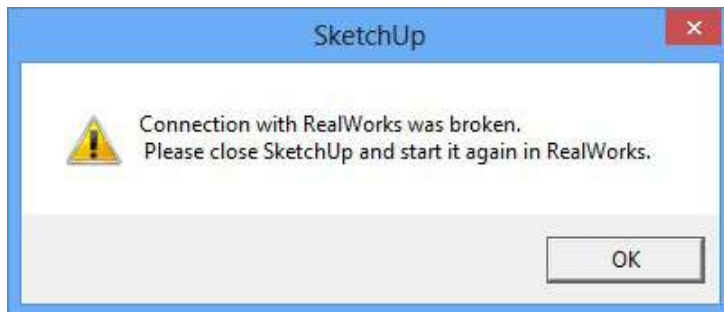 SketchUp
Connection with RealWorks was broken.
Please close SketchUp and start it again in RealWorks.
OK